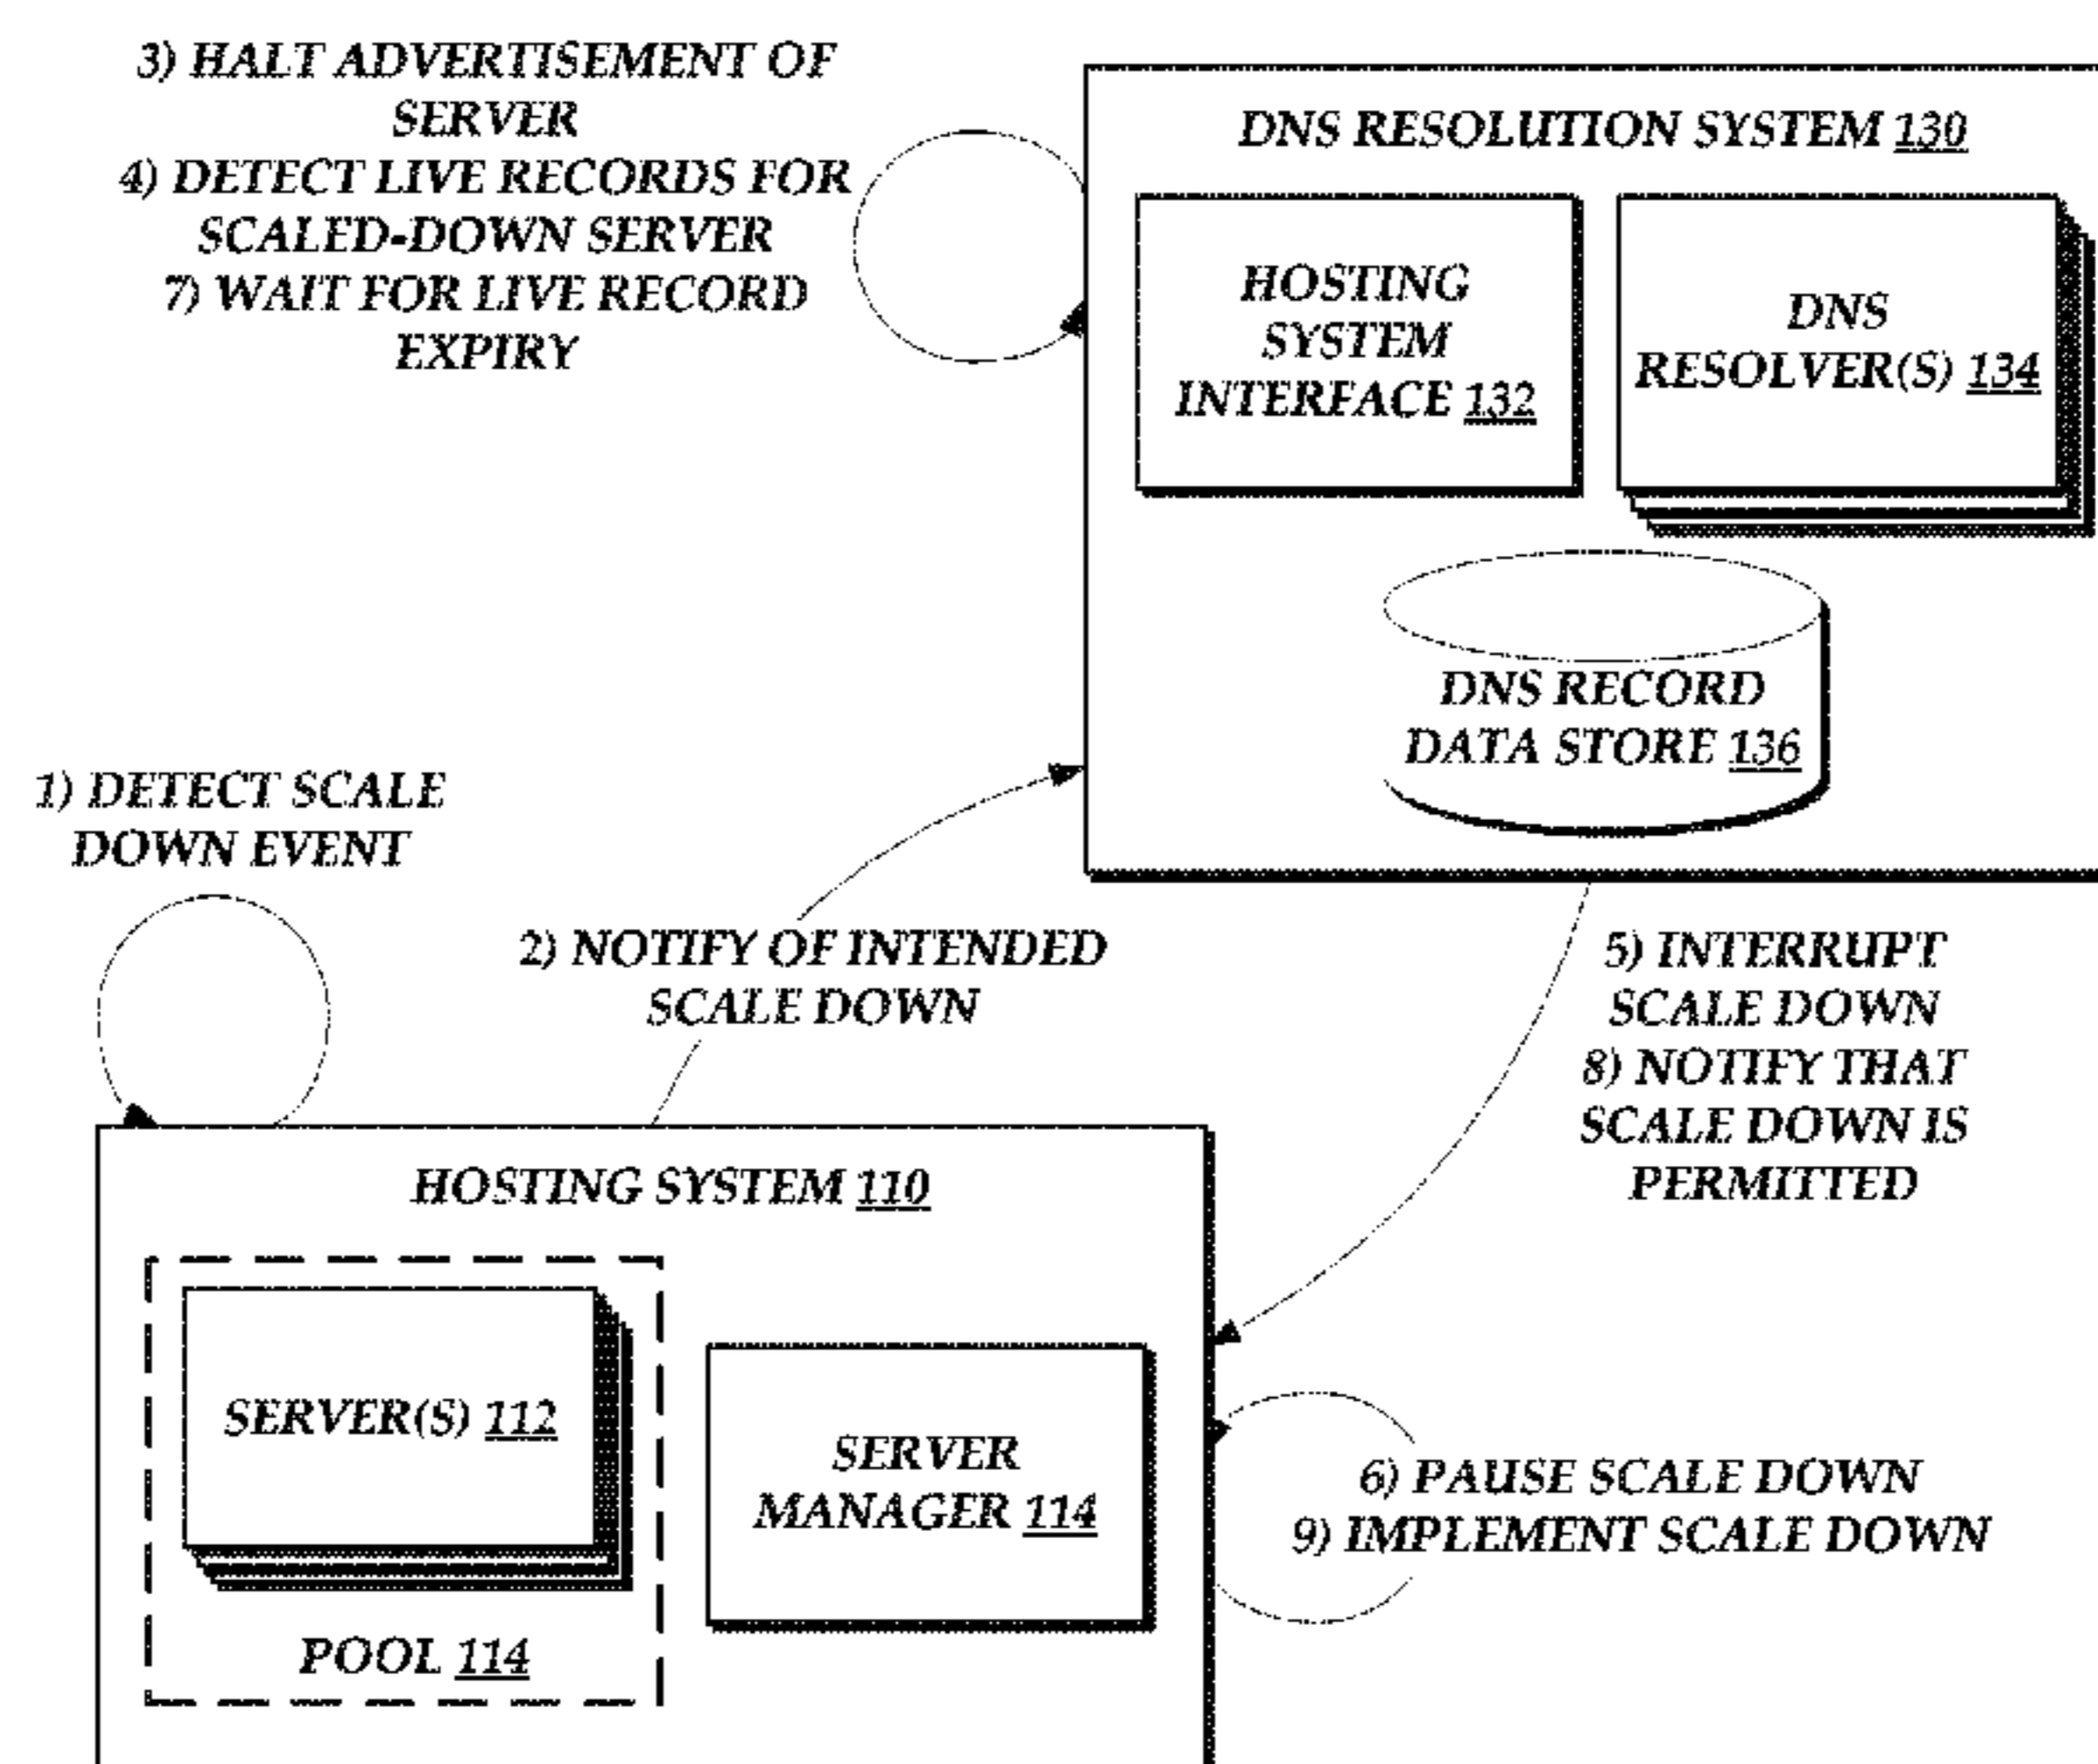 3) HALT ADVERTISEMENT OF
SERVER
4) DETECT LIVE RECORDS FOR
SCALED-DOWN SERVER
7) WAIT FOR LIVE RECORD
EXPIRY
DNS RESOLUTION SYSTEM 130
HOSTING
SYSTEM
INTERFACE 132
DNS
RESOLVER(S) 134
DNS RECORD
DATA STORE 136
1) DETECT SCALE
DOWN EVENT
2) NOTIFY OF INTENDED
SCALE DOWN
5) INTERRUPT
SCALE DOWN
8) NOTIFY THAT
SCALE DOWN IS
PERMITTED
HOSTING SYSTEM 110
SERVER(S) 112
POOL 114
SERVER
MANAGER 114
6) PAUSE SCALE DOWN
9) IMPLEMENT SCALE DOWN